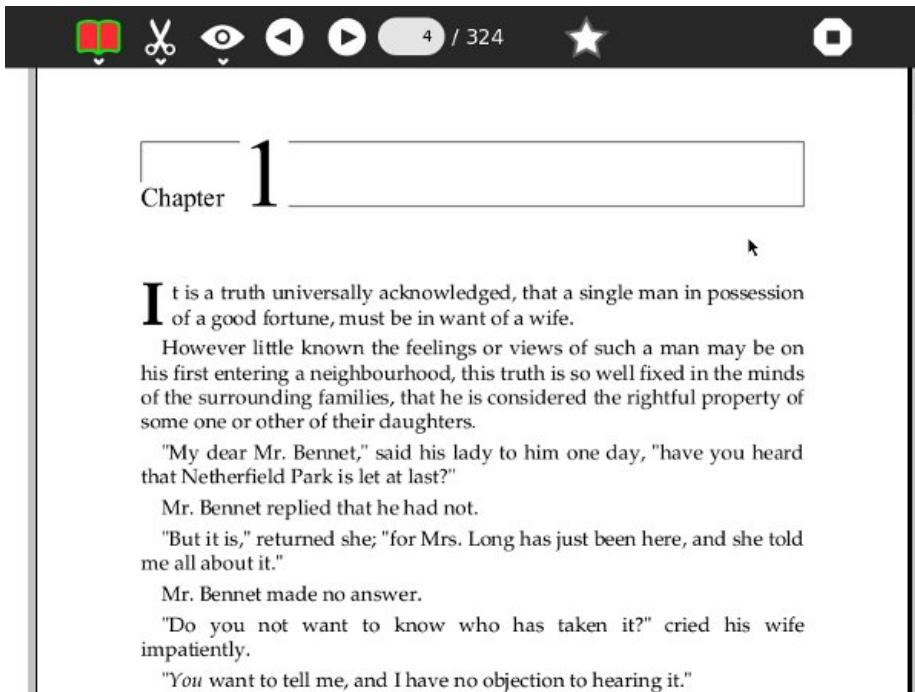 4 / 324
Chapter 1
It is a truth universally acknowledged, that a single man in possession
of a good fortune, must be in want of a wife.
However little known the feelings or views of such a man may be on
his first entering a neighbourhood, this truth is so well fixed in the minds
of the surrounding families, that he is considered the rightful property of
some one or other of their daughters.
"My dear Mr. Bennet," said his lady to him one day, "have you heard
that Netherfield Park is let at last?"
Mr. Bennet replied that he had not.
"But it is," returned she; "for Mrs. Long has just been here, and she told
me all about it."
Mr. Bennet made no answer.
"Do you not want to know who has taken it?" cried his wife
impatiently.
"You want to tell me, and I have no objection to hearing it."